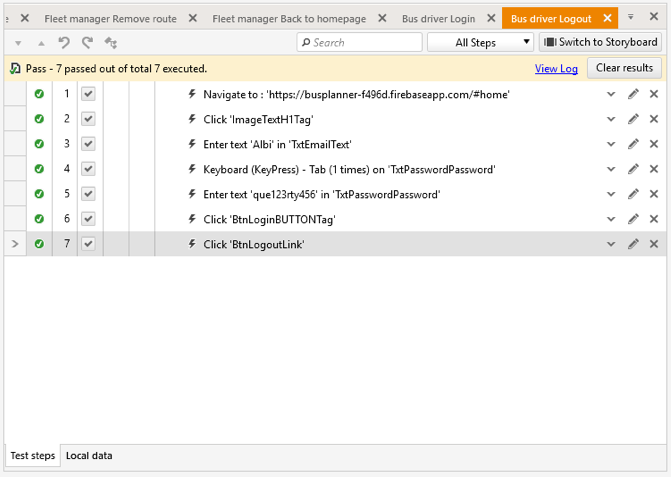 e Fleet manager Remove route Fleet manager Back to homepage Bus driver Login Bus driver Logout
Search All Steps Switch to Storyboard
Pass - 7 passed out of total 7 executed. View Log Clear results
1 Navigate to : 'https://busplanner-f496d.firebaseapp.com/#home'
2 Click 'ImageTextH1Tag'
3 Enter text 'Albi' in 'TxtEmailText'
4 Keyboard (KeyPress) - Tab (1 times) on 'TxtPasswordPassword'
5 Enter text 'que123rty456' in 'TxtPasswordPassword'
6 Click 'BtnLoginBUTTONTag'
7 Click 'BtnLogoutLink'
Test steps Local data